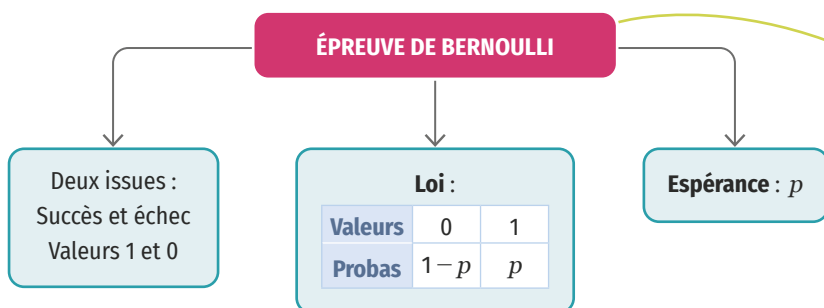 ÉPREUVE DE BERNOULLI
Deux issues :
Succès et échec
Valeurs 1 et 0
Loi :
Valeurs 0 1
Probas 1−p p
Espérance : p